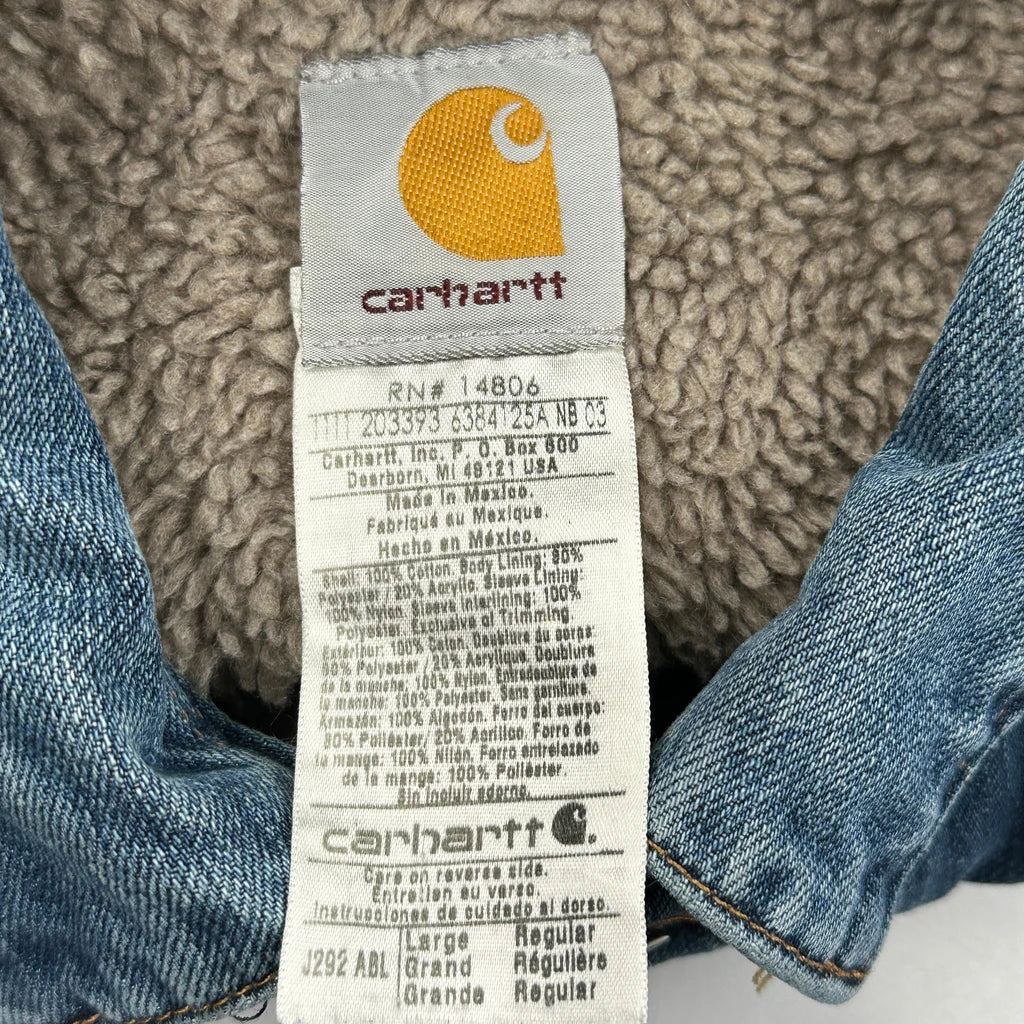 carhartt
RN# 14806
1111 203393 6384125A NB 03
Carhartt, Inc. P. O. Box 600
Dearborn, MI 48121 USA
Made in Mexico.
Fabriqué au Mexique.
Hecho en México.
Shell: 100% Cotton, Body Lining: 80%
Polyester / 20% Acrylic, Sleeve Lining:
100% Nylon, Sleeve Interlining: 100%
Polyester, Exclusive of Trimming
Extérieur: 100% Coton, Doublure du corps
80% Polyester / 20% Acrylique, Doublure
de la manche: 100% Nylon, Entredoublure de
la manche: 100% Polyester, Sans garniture.
Armazón: 100% Algodón, Forro del cuerpo:
80% Poliéster, 20% Acrílico, Forro de
la manga: 100% Nilón, Forro entrelazado
de la manga: 100% Poliéster.
Sin incluir adorno.
carhartt
Care on reverse side.
Entretien au verso.
Instrucciones de cuidado al dorso.
J292 ABL Large Regular
Grand Régulière
Grande Regular